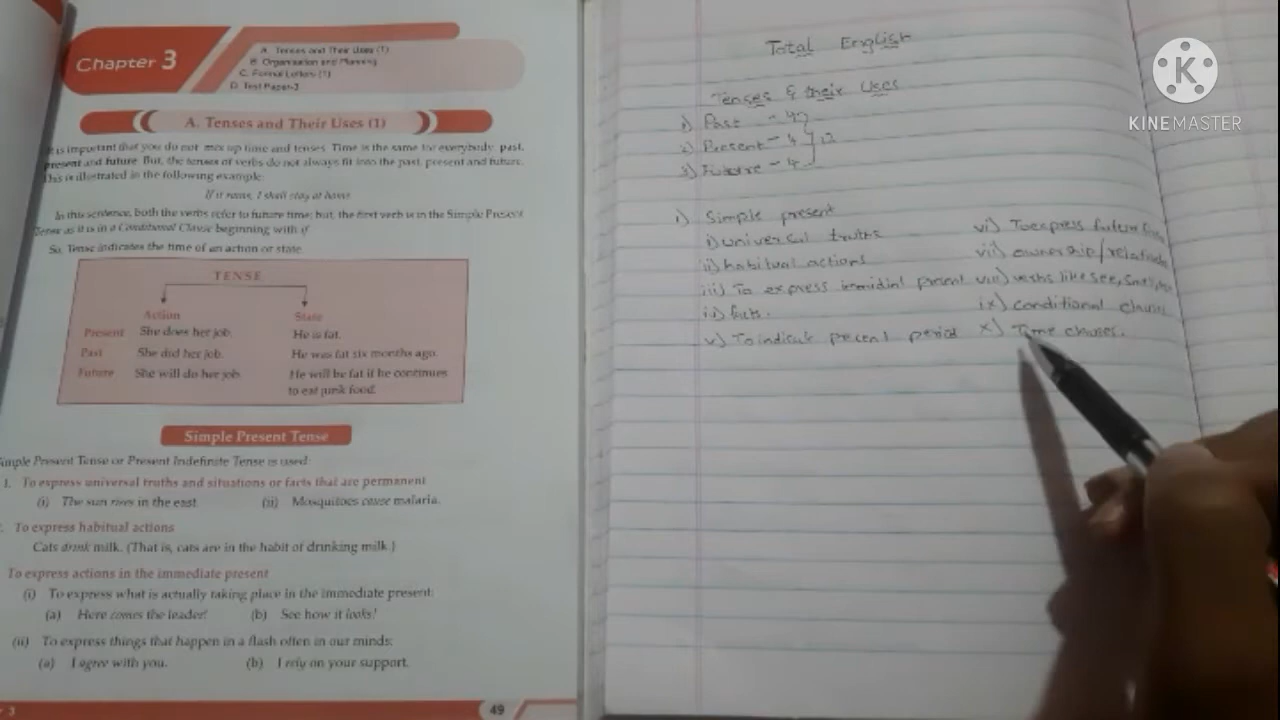 Chapter 3
A. Tenses and Their Uses (1)
B. Organisation and Planning
C. Formal Letters (1)
D. Test Paper-3
A. Tenses and Their Uses (1)
It is important that you do not mix up time and tenses. Time is the same for everybody, past,
present and future. But, the tenses of verbs do not always fit into the past, present and future.
This is illustrated in the following example:
If it rains, I shall stay at home.
In this sentence, both the verbs refer to future time; but, the first verb is in the Simple Present
Tense as it is in a Conditional Clause beginning with if.
So, Tense indicates the time of an action or state.
TENSE
Action State
Present She does her job. He is fat.
Past She did her job. He was fat six months ago.
Future She will do her job. He will be fat if he continues
to eat junk food.
Simple Present Tense
Simple Present Tense or Present Indefinite Tense is used:
1. To express universal truths and situations or facts that are permanent
(i) The sun rises in the east. (ii) Mosquitoes cause malaria.
To express habitual actions
Cats drink milk. (That is, cats are in the habit of drinking milk.)
To express actions in the immediate present
(i) To express what is actually taking place in the immediate present:
(a) Here comes the leader! (b) See how it looks!
(ii) To express things that happen in a flash often in our minds:
(a) I agree with you. (b) I rely on your support.
3
49
Total English
Tenses & their Uses
1) Past - 4
2) Present - 4 } 12
3) Future - 4
1) Simple present
i) universal truths
ii) habitual actions
iii) To express present
iv) facts.
v) To present period
vi) To express future
vii) ownership/
viii) verbs like see,
ix) conditional
x) Time
K
KINEMASTER